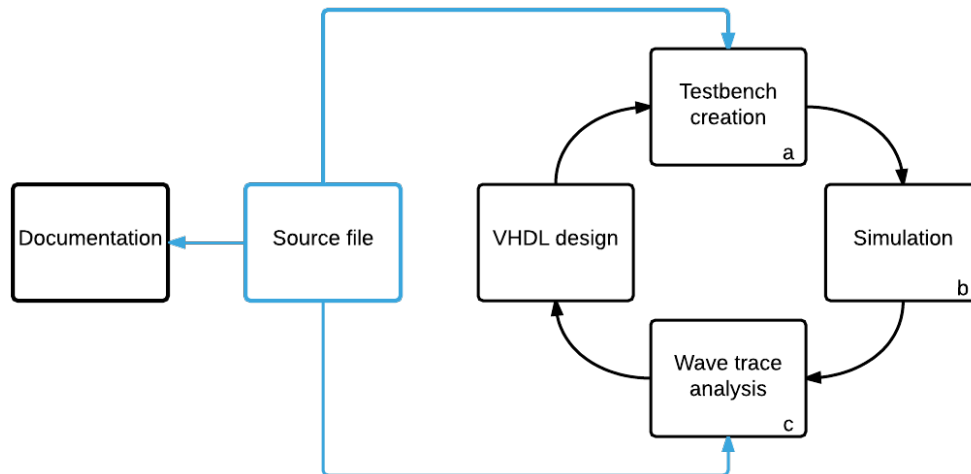 Testbench
creation
a
Documentation
Source file
VHDL design
Simulation
b
Wave trace
analysis
c